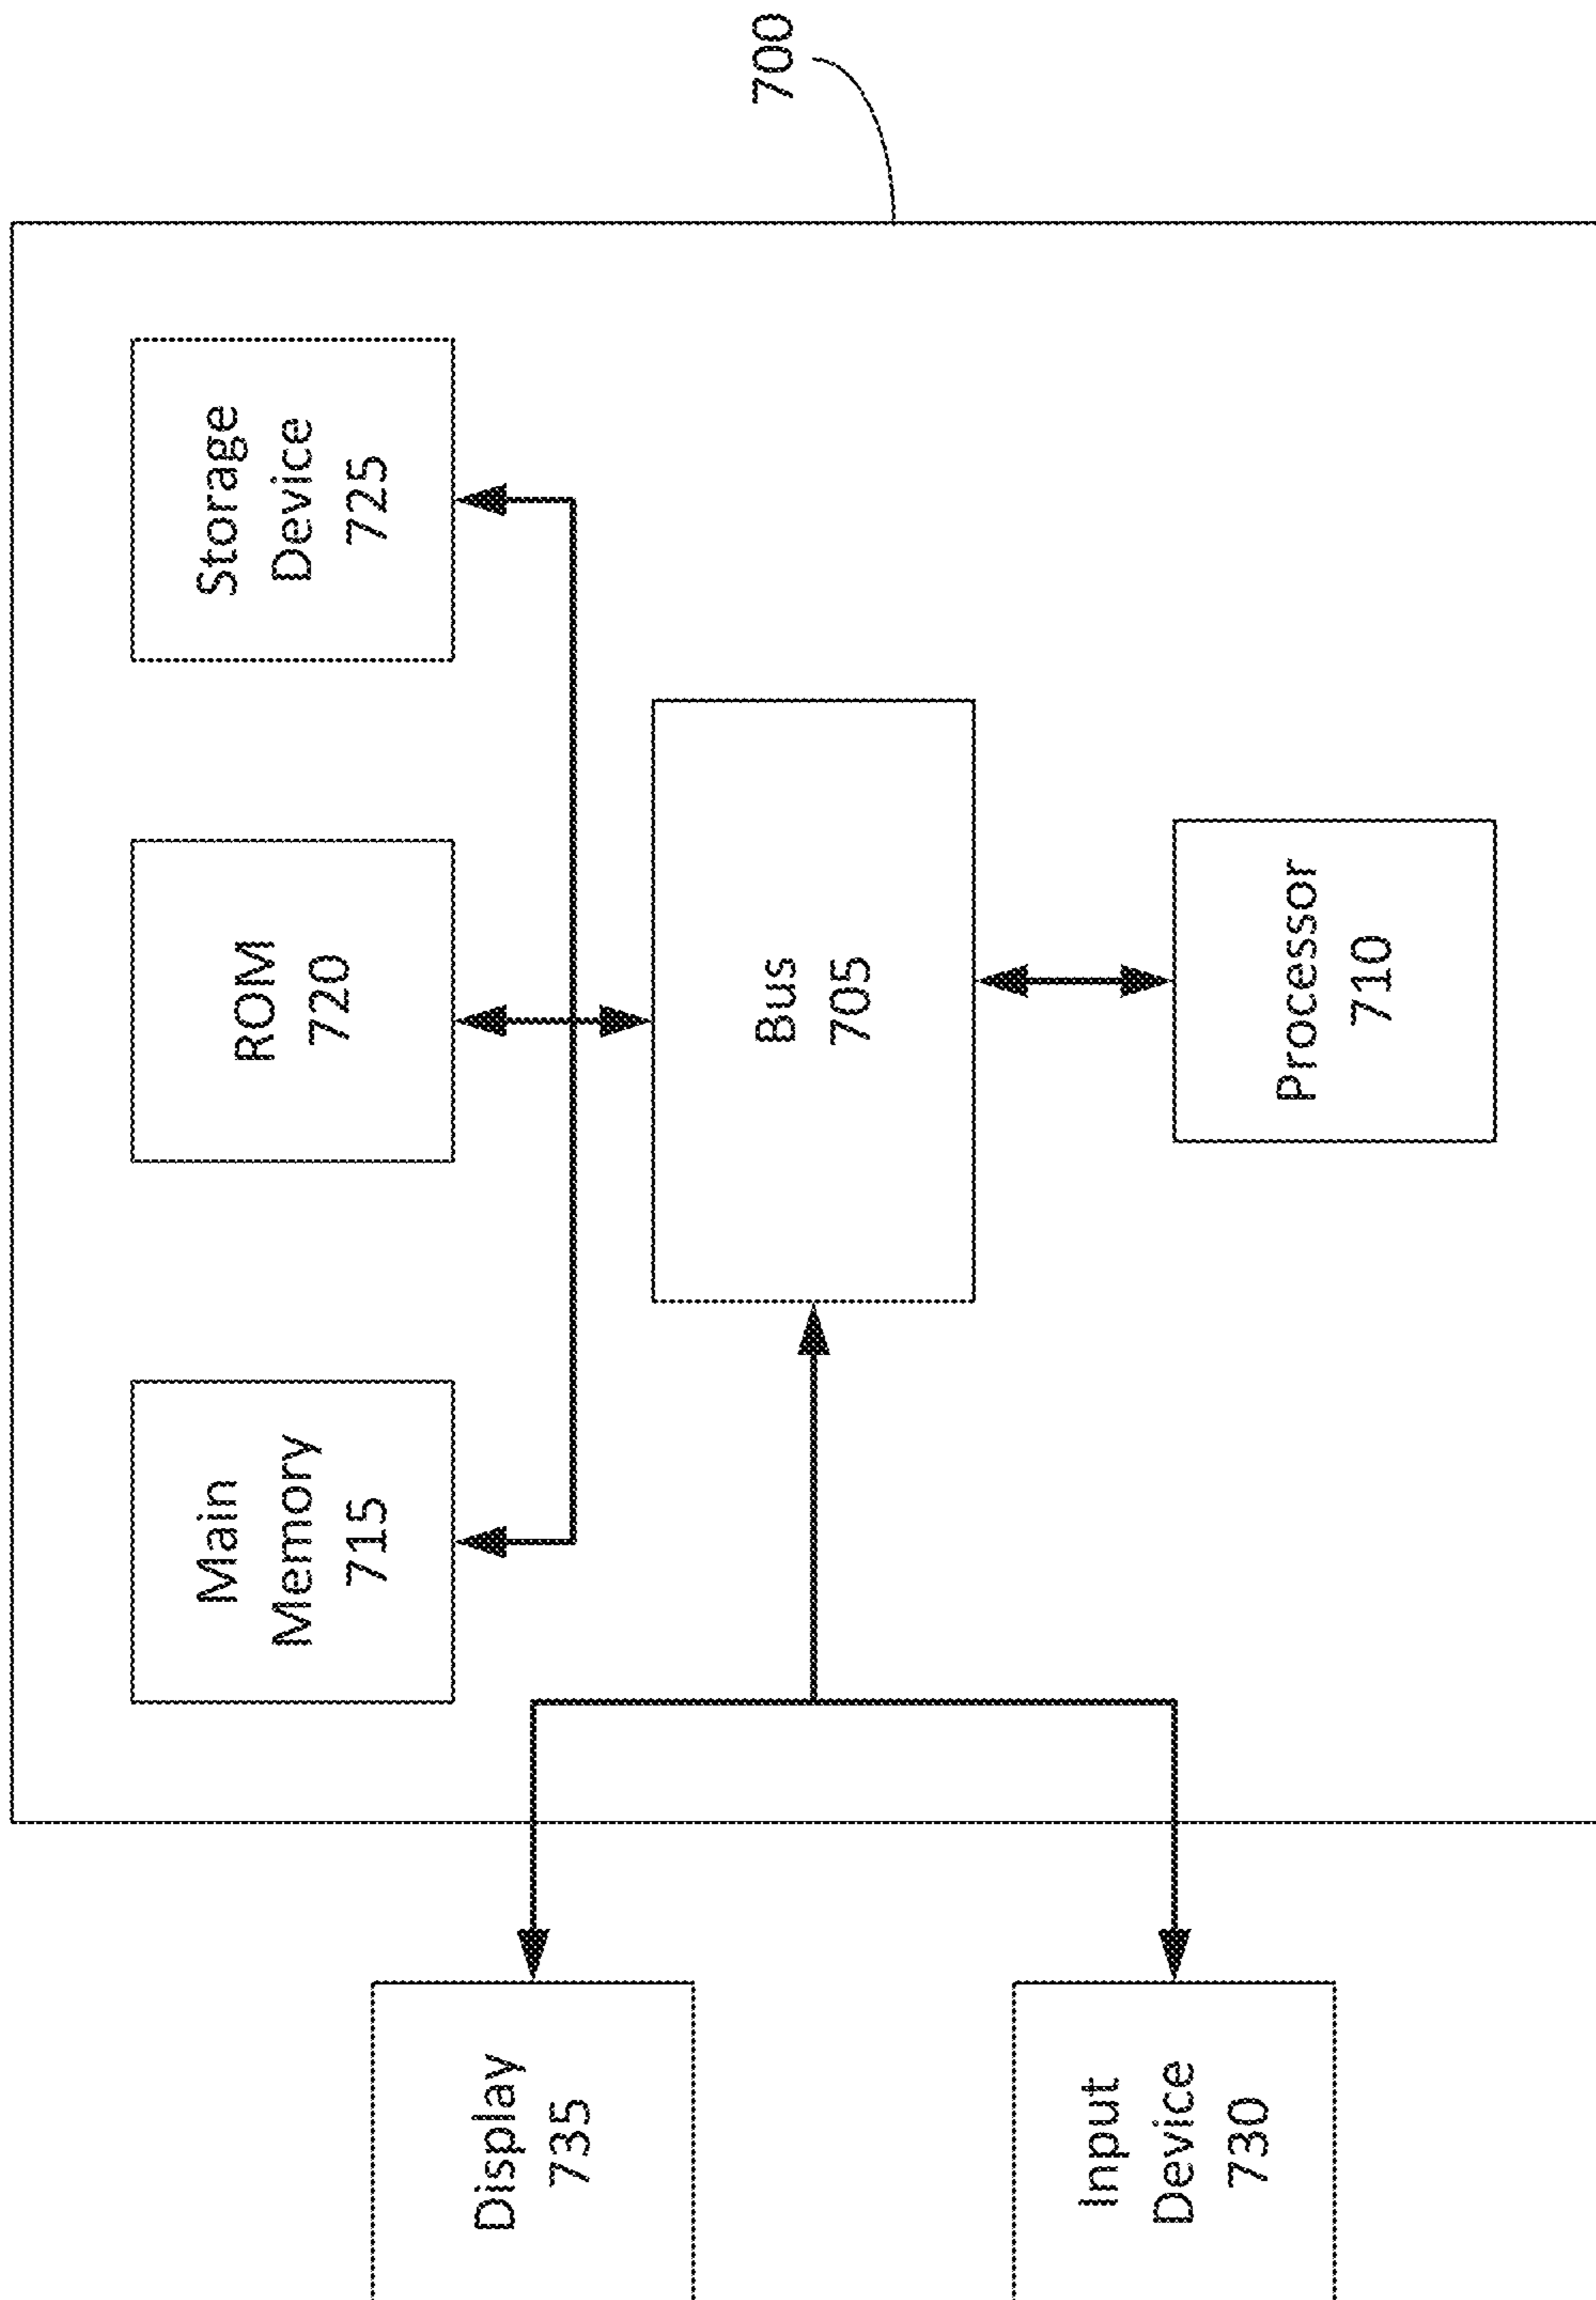 700
Main
Memory
715
ROM
720
Storage
Device
725
Display
735
Bus
705
Input
Device
730
Processor
710